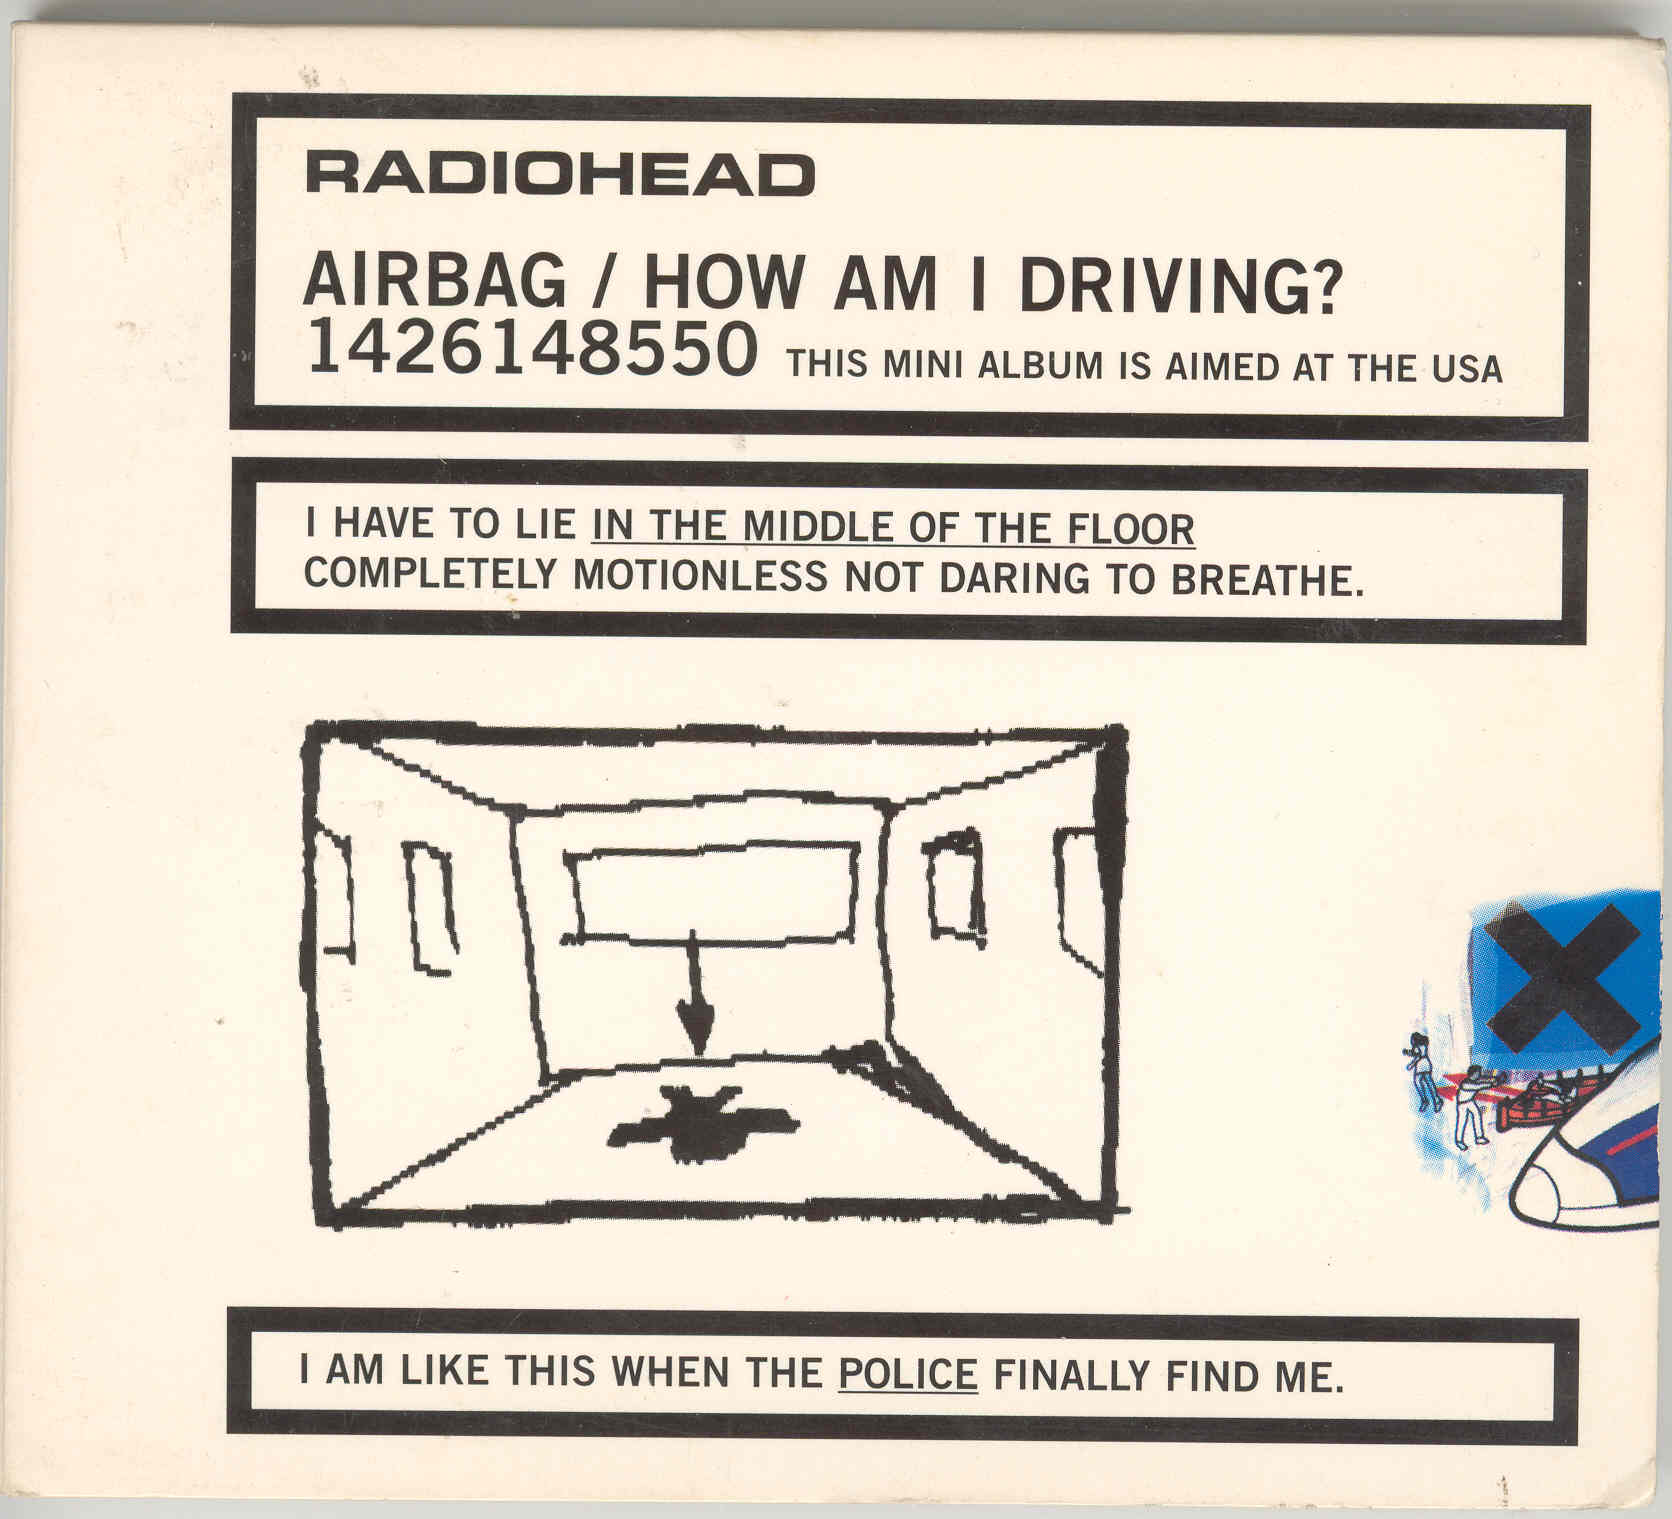 RADIOHEAD
AIRBAG / HOW AM I DRIVING?
1426148550 THIS MINI ALBUM IS AIMED AT THE USA
I HAVE TO LIE IN THE MIDDLE OF THE FLOOR
COMPLETELY MOTIONLESS NOT DARING TO BREATHE.
I AM LIKE THIS WHEN THE POLICE FINALLY FIND ME.